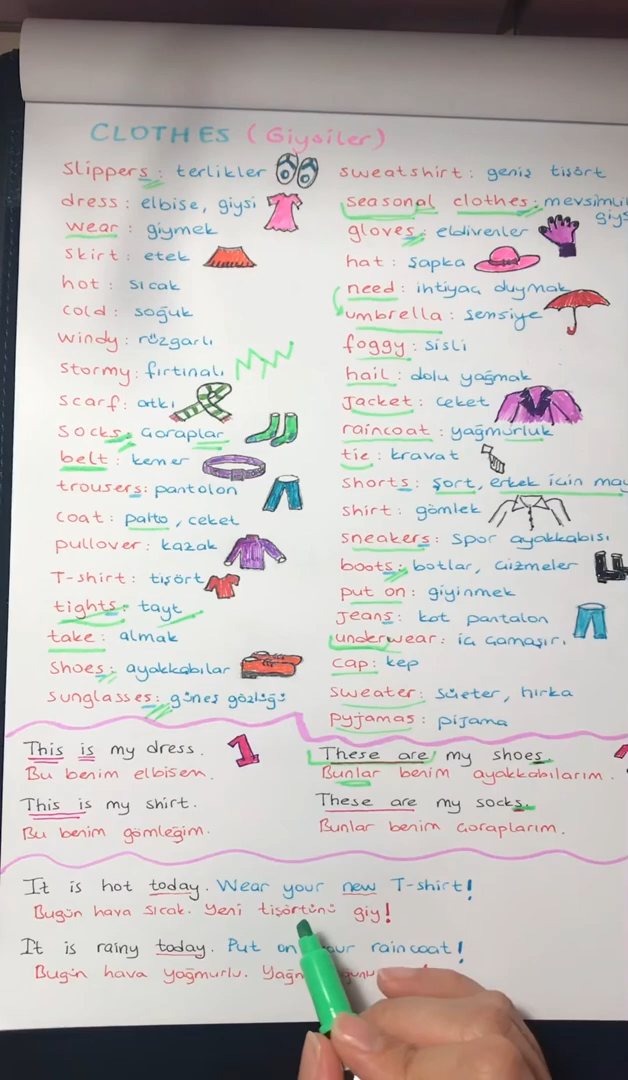 CLOTHES (Giysiler)
slippers: terlikler
dress: elbise, giysi
wear: giymek
skirt: etek
hot: sıcak
cold: soğuk
windy: rüzgarlı
stormy: fırtınalı
scarf: atkı
socks: çoraplar
belt: kemer
trousers: pantolon
coat: palto, ceket
pullover: kazak
T-shirt: tişört
tights: tayt
take: almak
shoes: ayakkabılar
sunglasses: güneş gözlüğü
sweatshirt: geniş tişört
seasonal clothes:
gloves: eldivenler
hat: şapka
need: ihtiyaç duymak
umbrella: şemsiye
foggy: sisli
hail: dolu yağmak
jacket: ceket
raincoat: yağmurluk
tie: kravat
shorts: şort, erkek için
shirt: gömlek
sneakers: spor ayakkabısı
boots: botlar, çizmeler
put on: giyinmek
jeans: kot pantolon
underwear: iç çamaşır.
cap: kep
sweater: süeter, hırka
pyjamas: pijama
This is my dress. 1
Bu benim elbisem.
This is my shirt.
Bu benim gömleğim.
These are my shoes.
Bunlar benim ayakkabılarım.
These are my socks.
Bunlar benim çoraplarım.
It is hot today. Wear your new T-shirt!
Bugün hava sıcak. Yeni tişörtünü giy!
It is rainy today. Put on raincoat!
Bugün hava yağmurlu.